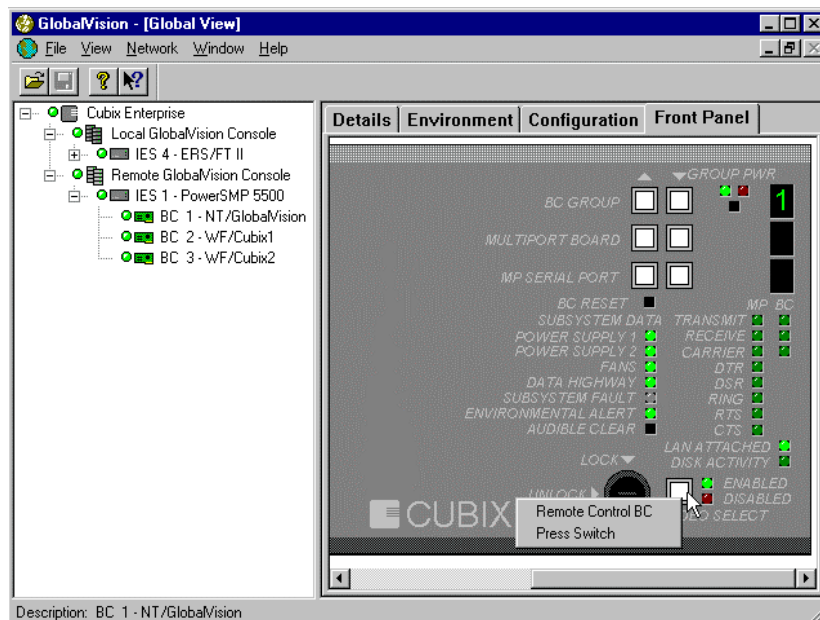 GlobalVision - [Global View]
File View Network Window Help
Cubix Enterprise
Local GlobalVision Console
IES 4 - ERS/FT II
Remote GlobalVision Console
IES 1 - PowerSMP 5500
BC 1 - NT/GlobalVision
BC 2 - WF/Cubix1
BC 3 - WF/Cubix2
Details Environment Configuration Front Panel
GROUP PWR
BC GROUP
1
MULTIPORT BOARD
MP SERIAL PORT
BC RESET
MP BC
SUBSYSTEM DATA TRANSMIT
POWER SUPPLY 1 RECEIVE
POWER SUPPLY 2 CARRIER
FANS DTR
DATA HIGHWAY DSR
SUBSYSTEM FAULT RING
ENVIRONMENTAL ALERT RTS
AUDIBLE CLEAR CTS
LAN ATTACHED
LOCK DISK ACTIVITY
UNLOCK ENABLED
DISABLED
CUBIX SELECT
Remote Control BC
Press Switch
Description: BC 1 - NT/GlobalVision